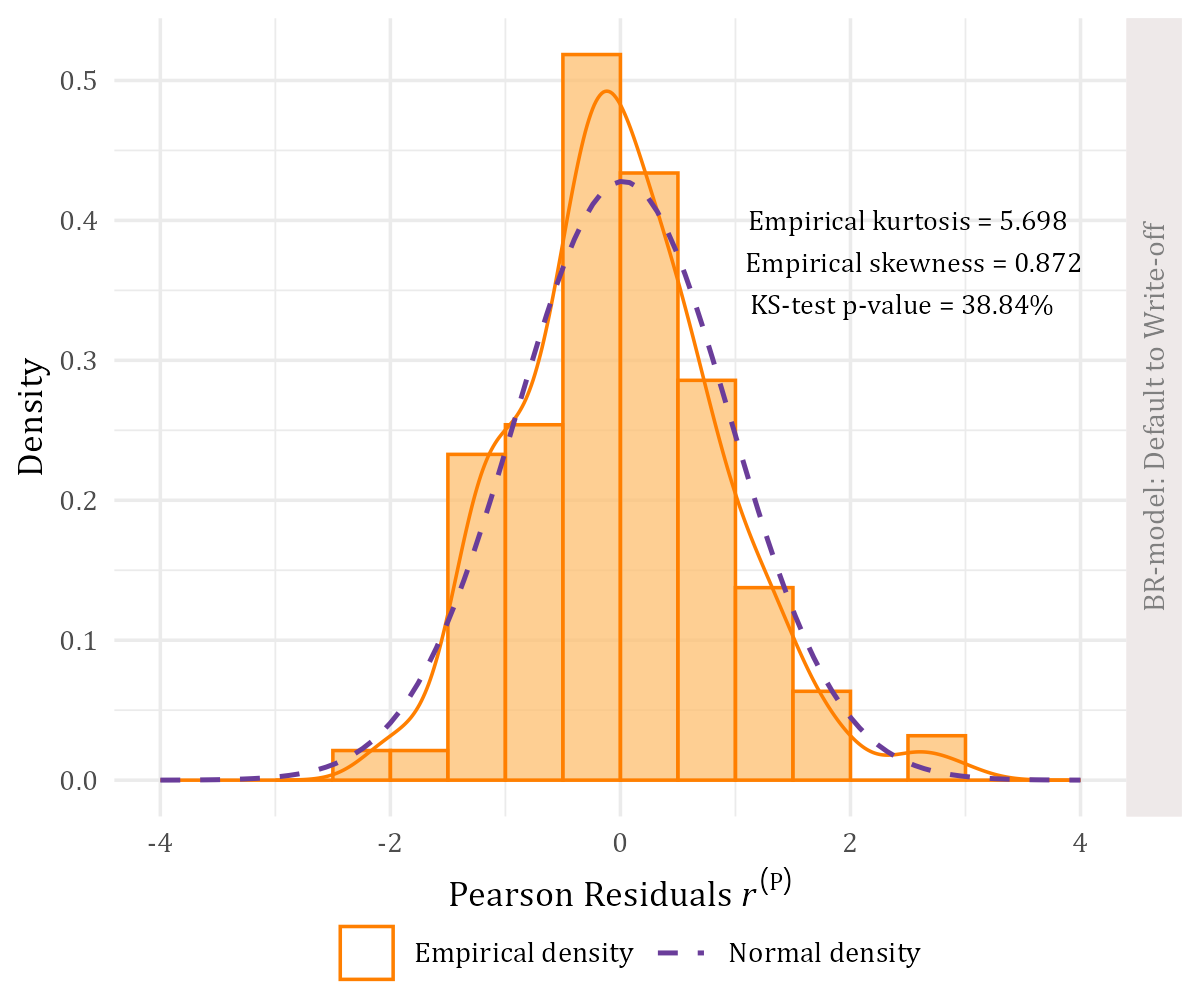 0.5
0.4
0.3
0.2
0.1
0.0
Density
Empirical kurtosis = 5.698
Empirical skewness = 0.872
KS-test p-value = 38.84%
BR-model: Default to Write-off
-4 -2 0 2 4
Pearson Residuals r^(P)
Empirical density Normal density